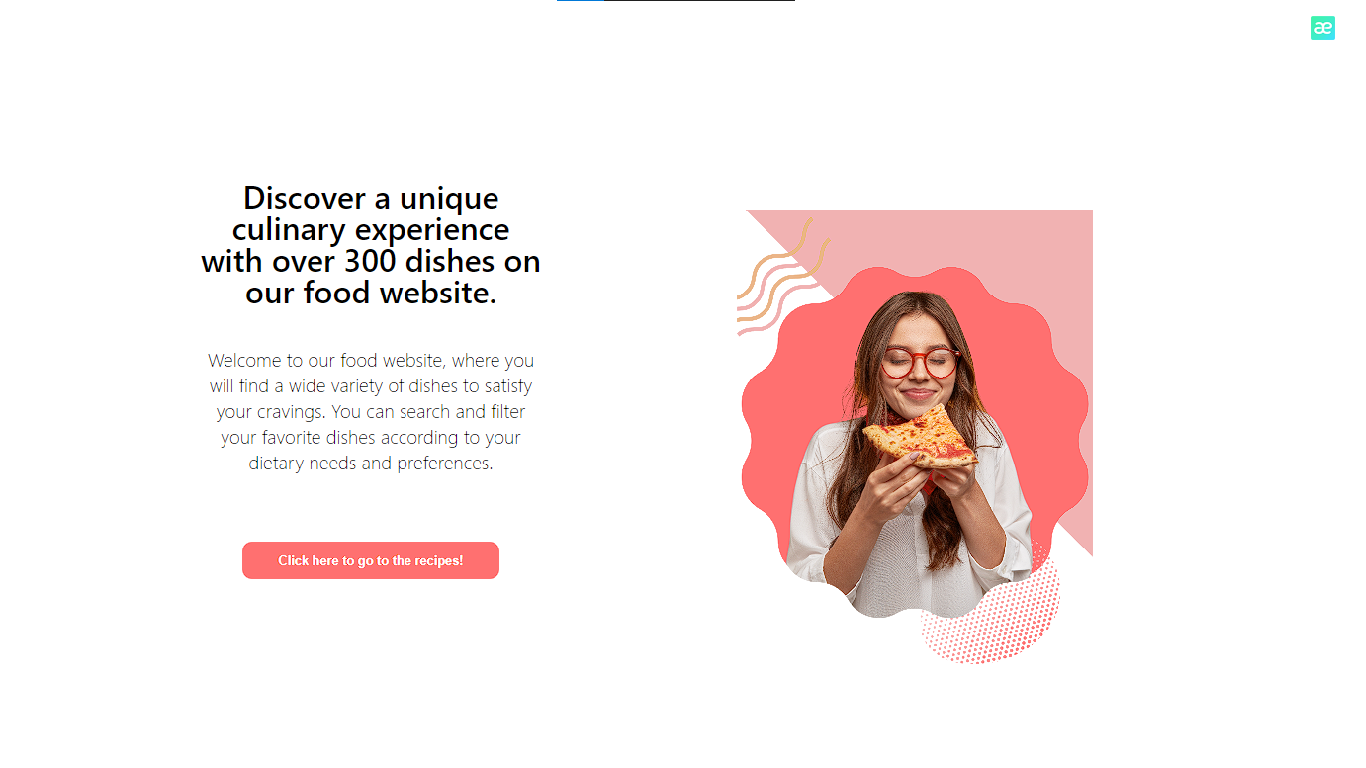 æ
Discover a unique
culinary experience
with over 300 dishes on
our food website.
Welcome to our food website, where you
will find a wide variety of dishes to satisfy
your cravings. You can search and filter
your favorite dishes according to your
dietary needs and preferences.
Click here to go to the recipes!